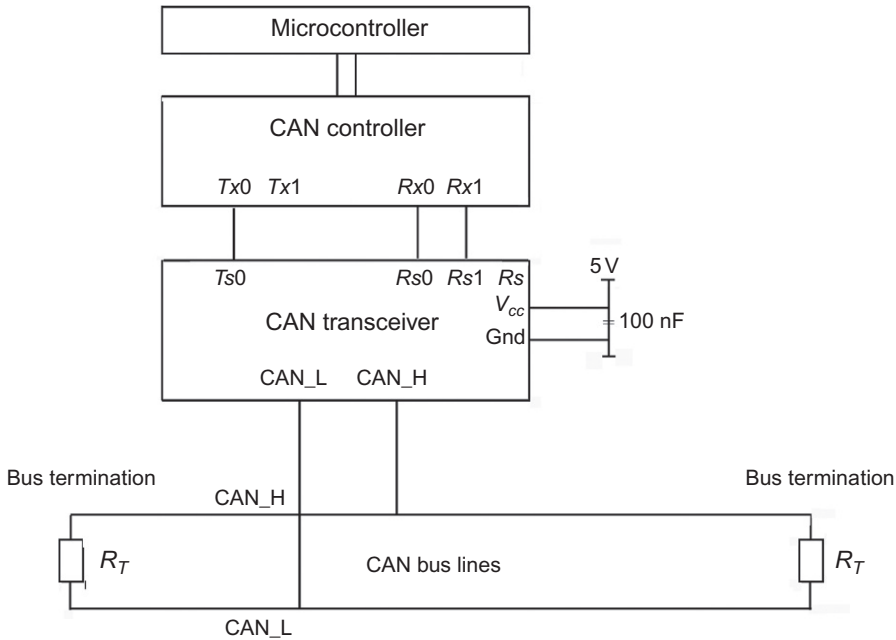 Microcontroller
CAN controller
Tx0 Tx1 Rx0 Rx1
Ts0 Rs0 Rs1 Rs
5 V
Vcc
CAN transceiver
100 nF
Gnd
CAN_L CAN_H
Bus termination
Bus termination
CAN_H
RT
CAN bus lines
RT
CAN_L